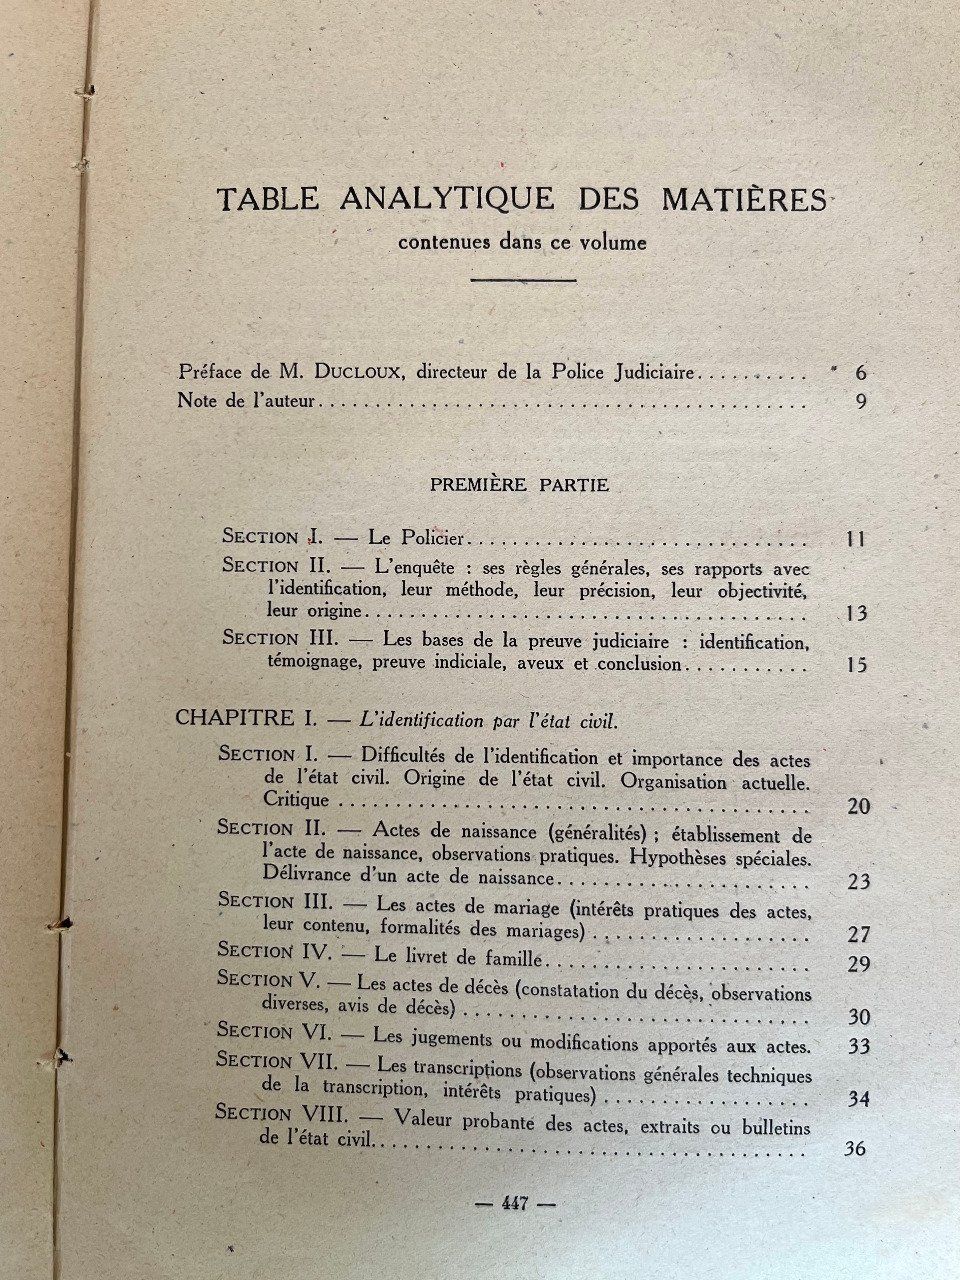 TABLE ANALYTIQUE DES MATIÈRES
contenues dans ce volume
Préface de M. DUCLOUX, directeur de la Police Judiciaire.......... 6
Note de l'auteur.......................................... 9
PREMIÈRE PARTIE
SECTION I. — Le Policier............................. 11
SECTION II. — L'enquête : ses règles générales, ses rapports avec
l'identification, leur méthode, leur précision, leur objectivité,
leur origine....................................... 13
SECTION III. — Les bases de la preuve judiciaire : identification,
témoignage, preuve indiciale, aveux et conclusion........... 15
CHAPITRE I. — L'identification par l'état civil.
SECTION I. — Difficultés de l'identification et importance des actes
de l'état civil. Origine de l'état civil. Organisation actuelle.
Critique ......................................... 20
SECTION II. — Actes de naissance (généralités) ; établissement de
l'acte de naissance, observations pratiques. Hypothèses spéciales.
Délivrance d'un acte de naissance...................... 23
SECTION III. — Les actes de mariage (intérêts pratiques des actes,
leur contenu, formalités des mariages) ................... 27
SECTION IV. — Le livret de famille....................... 29
SECTION V. — Les actes de décès (constatation du décès, observations
diverses, avis de décès) ............................... 30
SECTION VI. — Les jugements ou modifications apportés aux actes. 33
SECTION VII. — Les transcriptions (observations générales techniques
de la transcription, intérêts pratiques) .................. 34
SECTION VIII. — Valeur probante des actes, extraits ou bulletins
de l'état civil...................................... 36
— 447 —